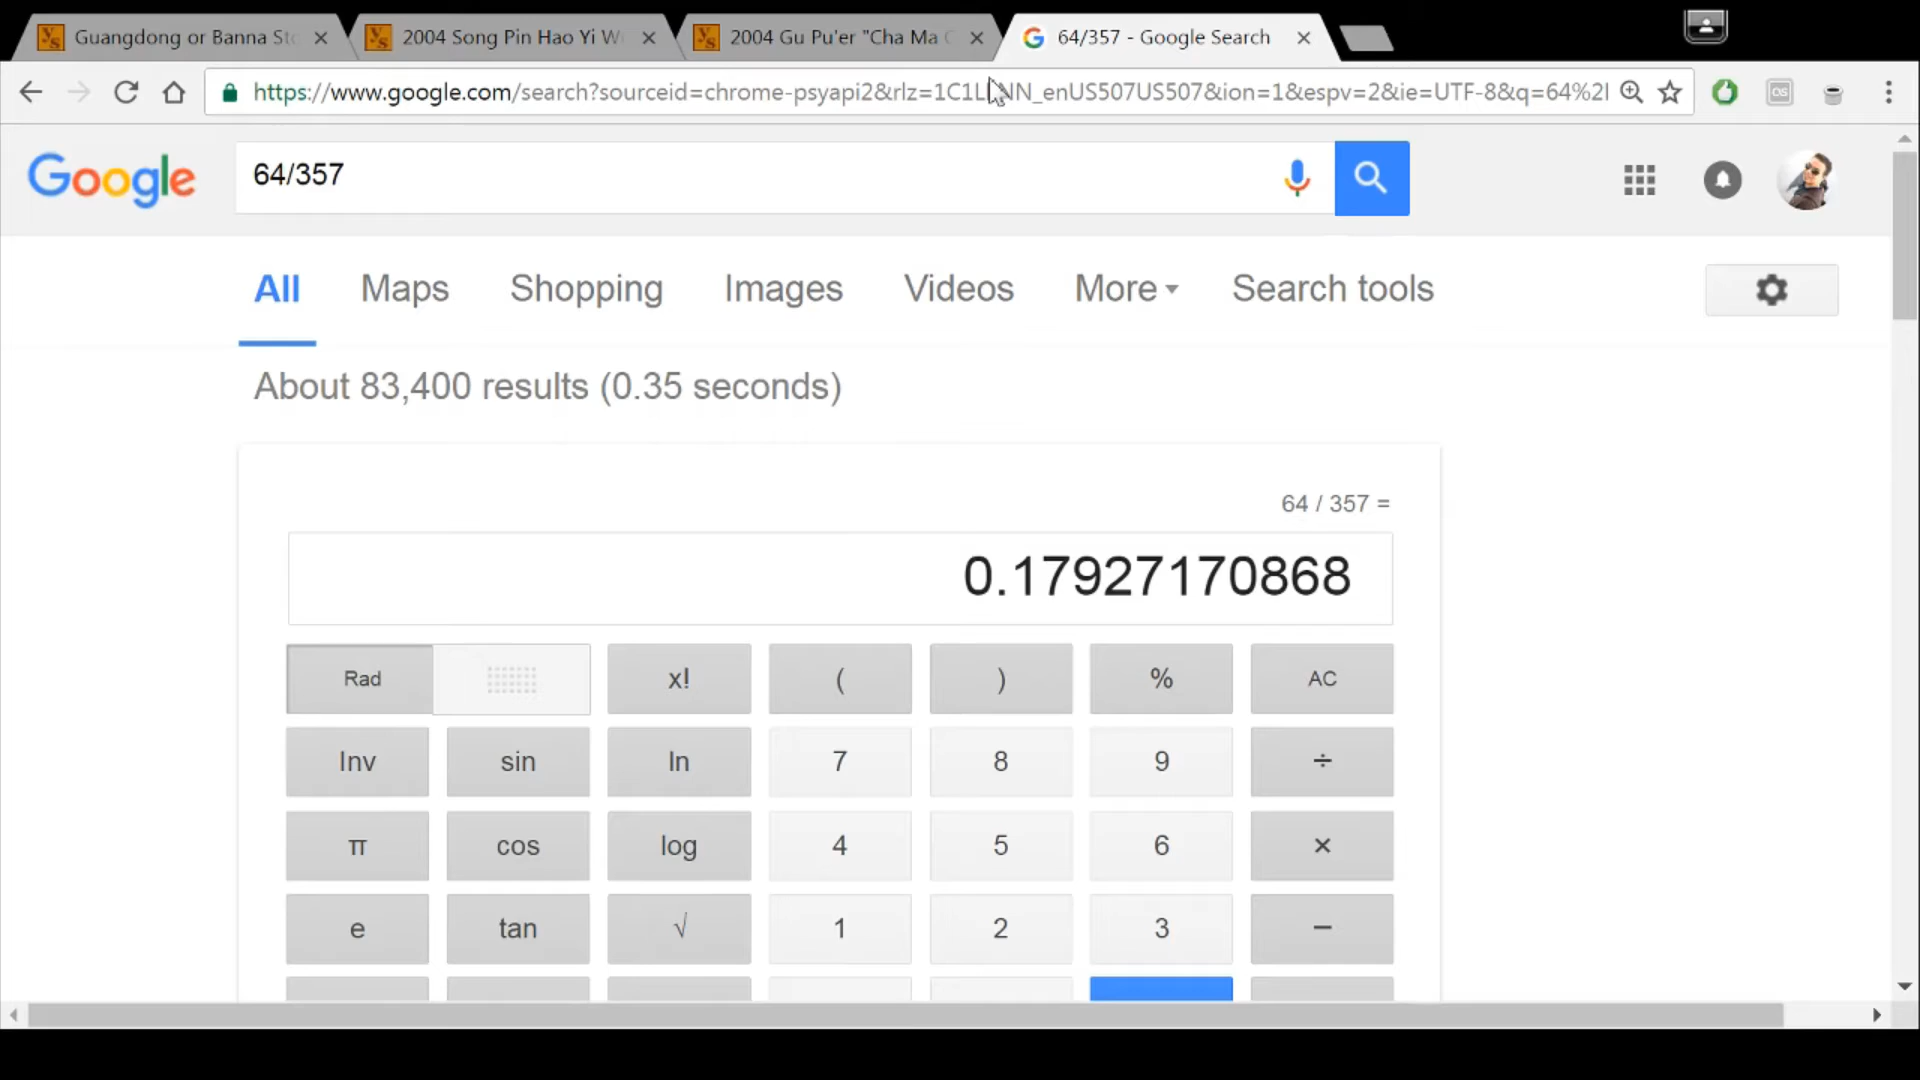 Guangdong or Banna Sto
2004 Song Pin Hao Yi W
2004 Gu Pu'er "Cha Ma
64/357 - Google Search
https://www.google.com/search?sourceid=chrome-psyapi2&rlz=1C1L NN_enUS507US507&ion=1&espv=2&ie=UTF-8&q=64%2
Google
64/357
All Maps Shopping Images Videos More Search tools
About 83,400 results (0.35 seconds)
64 / 357 =
0.17927170868
Rad x! ( ) % AC
Inv sin ln 7 8 9 ÷
π cos log 4 5 6 ×
e tan √ 1 2 3 −